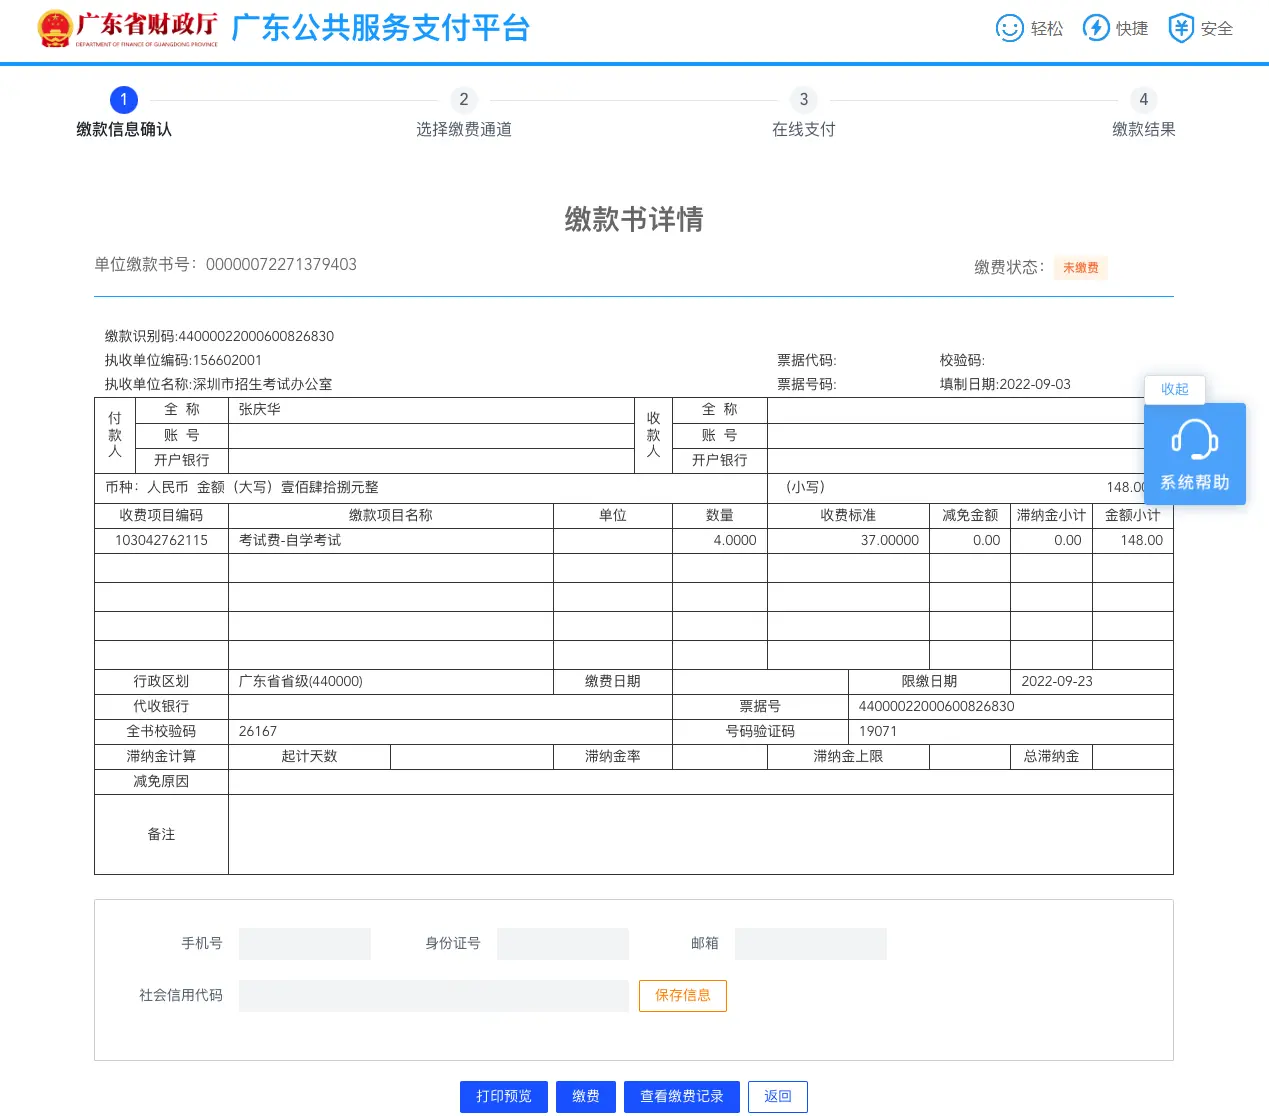 广东省财政厅 广东公共服务支付平台 轻松 快捷 安全
DEPARTMENT OF FINANCE OF GUANGDONG PROVINCE
1 2 3 4
缴款信息确认 选择缴费通道 在线支付 缴款结果
缴款书详情
单位缴款书号：00000072271379403 缴费状态： 未缴费
缴款识别码:44000022000600826830
执收单位编码:156602001 票据代码: 校验码:
执收单位名称:深圳市招生考试办公室 票据号码: 填制日期:2022-09-03
收起
付款人 全 称 张庆华 收款人 全 称
账 号 账 号
开户银行 开户银行
系统帮助
币种：人民币 金额（大写）壹佰肆拾捌元整 （小写） 148.0
收费项目编码 缴款项目名称 单位 数量 收费标准 减免金额 滞纳金小计 金额小计
103042762115 考试费-自学考试 4.0000 37.00000 0.00 0.00 148.00
行政区划 广东省省级(440000) 缴费日期 限缴日期 2022-09-23
代收银行 票据号 44000022000600826830
全书校验码 26167 号码验证码 19071
滞纳金计算 起计天数 滞纳金率 滞纳金上限 总滞纳金
减免原因
备注
手机号 身份证号 邮箱
社会信用代码 保存信息
打印预览 缴费 查看缴费记录 返回